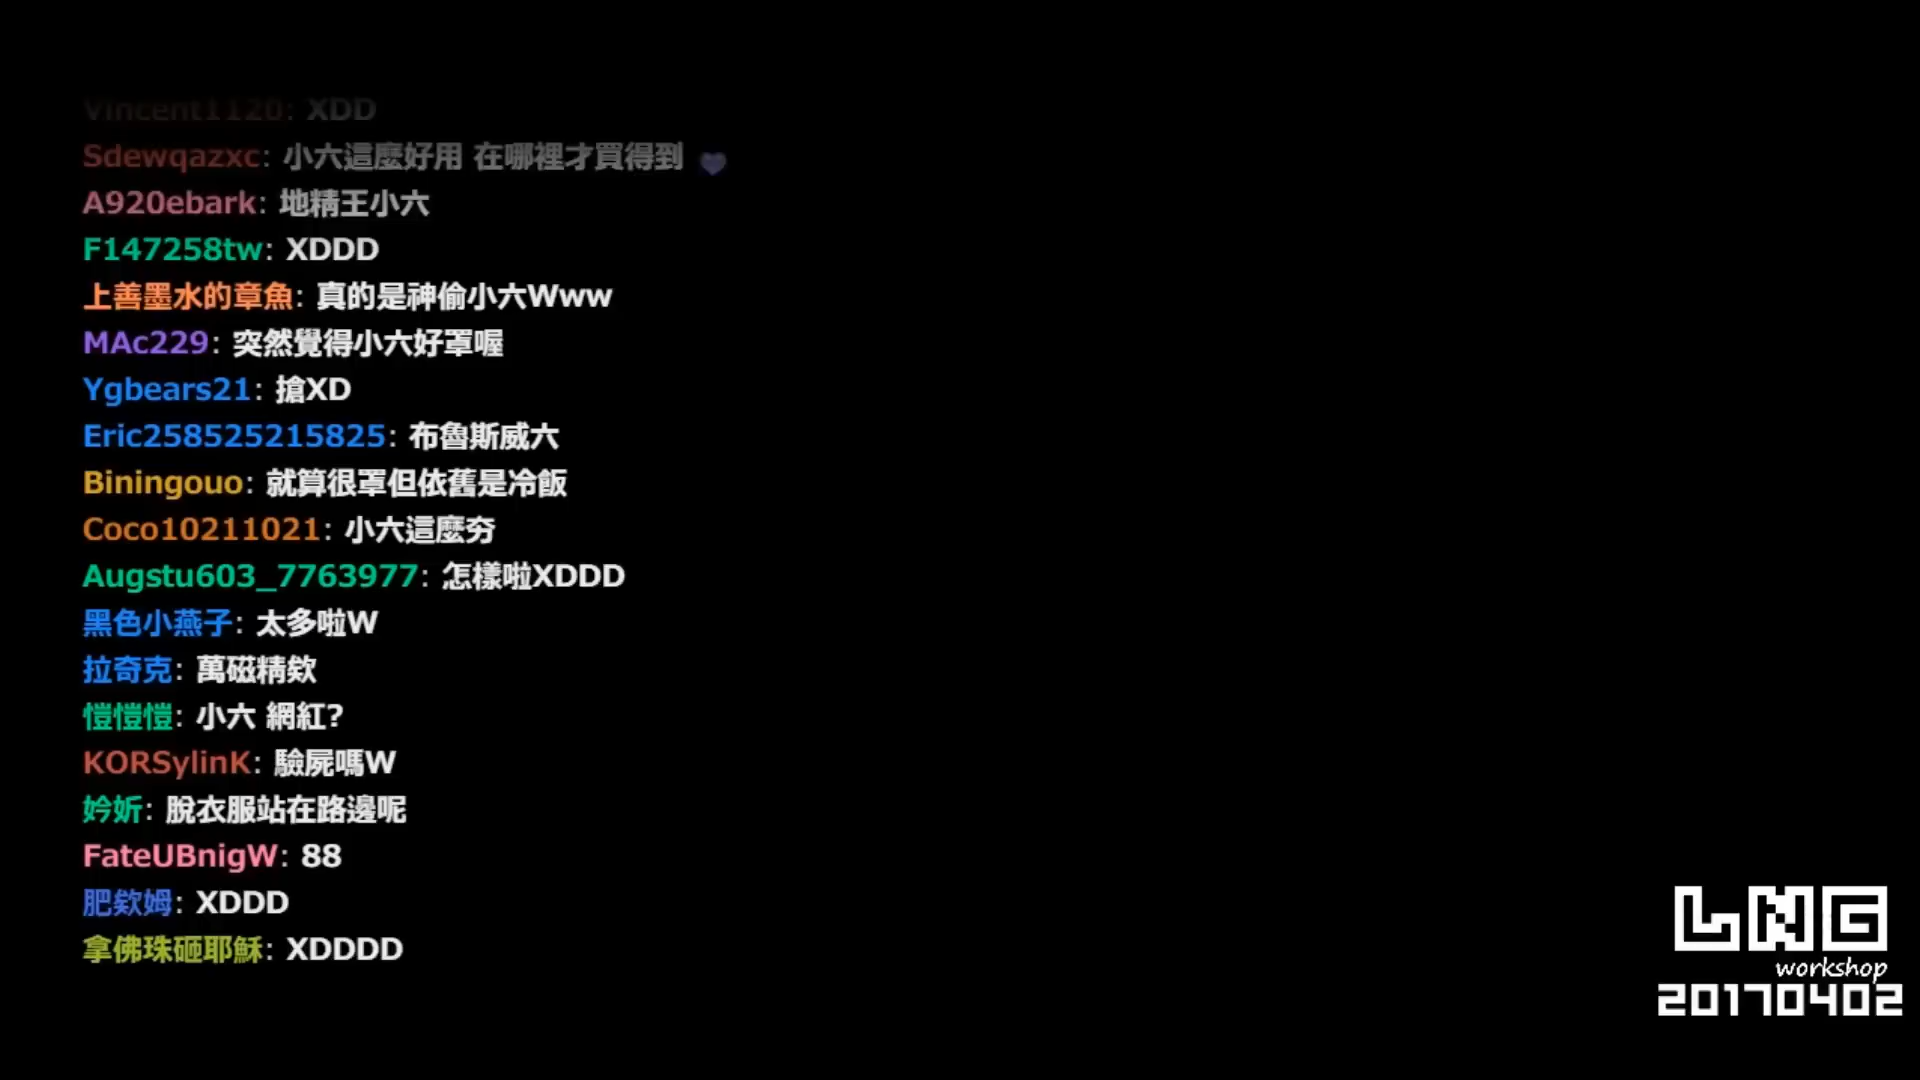 Vincent1120: XDD
Sdewqazxc: 小六這麼好用 在哪裡才買得到
A920ebark: 地精王小六
F147258tw: XDDD
上善墨水的章魚: 真的是神偷小六Www
MAc229: 突然覺得小六好罩喔
Ygbears21: 搶XD
Eric258525215825: 布魯斯威六
Biningouo: 就算很罩但依舊是冷飯
Coco10211021: 小六這麼夯
Augstu603_7763977: 怎樣啦XDDD
黑色小燕子: 太多啦W
拉奇克: 萬磁精欸
愷愷愷: 小六 網紅?
KORSylinK: 驗屍嗎W
妗妡: 脫衣服站在路邊呢
FateUBnigW: 88
肥欸姆: XDDD
拿佛珠砸耶穌: XDDDD
LNG
workshop
20170402